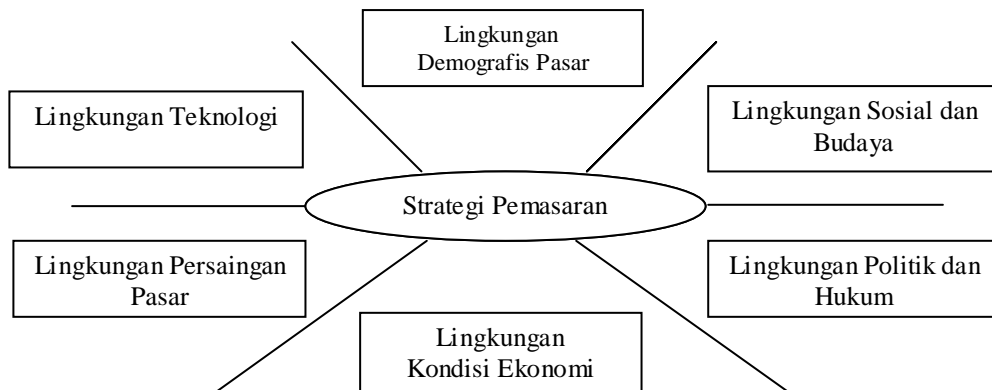 Lingkungan
Demografis Pasar
Lingkungan Teknologi
Lingkungan Sosial dan
Budaya
Strategi Pemasaran
Lingkungan Persaingan
Pasar
Lingkungan Politik dan
Hukum
Lingkungan
Kondisi Ekonomi